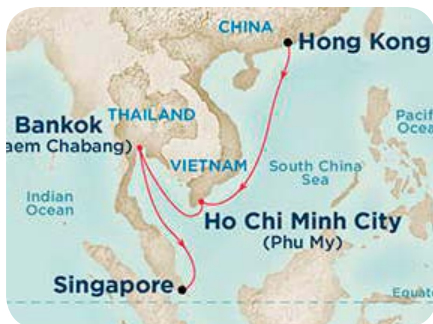 CHINA
Hong Kong
THAILAND
Bankok
aem Chabang)
VIETNAM
South China
Sea
Pacif
Ocea
Indian
Ocean
Ho Chi Minh City
(Phu My)
Singapore
Equat